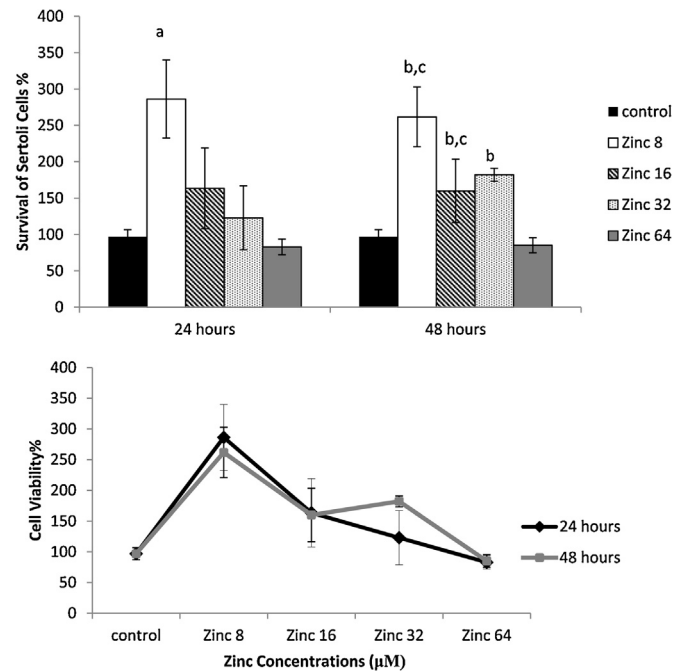 Survival of Sertoli Cells %
400
350
300
250
200
150
100
50
0
a
b,c
b,c
b
24 hours
48 hours
control
Zinc 8
Zinc 16
Zinc 32
Zinc 64
Cell Viability%
400
350
300
250
200
150
100
50
0
control
Zinc 8
Zinc 16
Zinc 32
Zinc 64
Zinc Concentrations (µM)
24 hours
48 hours